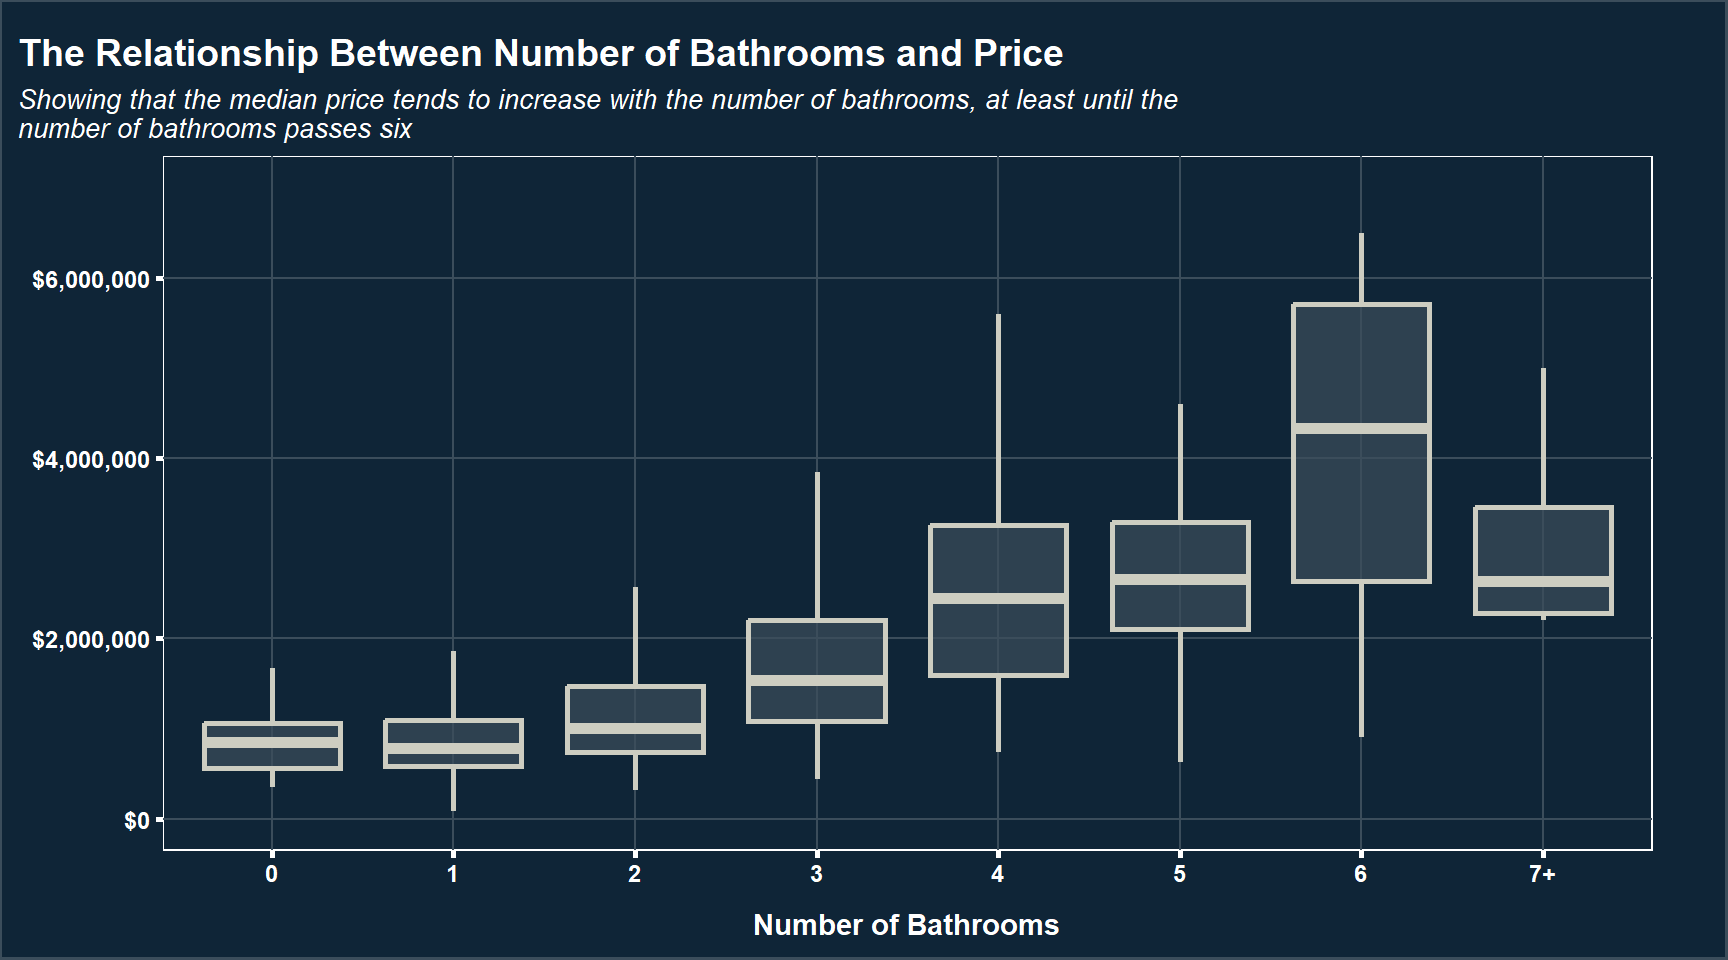 The Relationship Between Number of Bathrooms and Price
Showing that the median price tends to increase with the number of bathrooms, at least until the
number of bathrooms passes six
$6,000,000
$4,000,000
$2,000,000
$0
0 1 2 3 4 5 6 7+
Number of Bathrooms